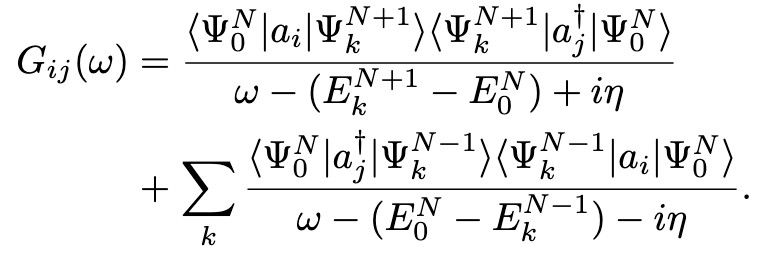 G_{ij}(\omega) = \frac{\langle \Psi_0^N | a_i | \Psi_k^{N+1} \rangle \langle \Psi_k^{N+1} | a_j^\dagger | \Psi_0^N \rangle}{\omega - (E_k^{N+1} - E_0^N) + i\eta}
+ \sum_k \frac{\langle \Psi_0^N | a_j^\dagger | \Psi_k^{N-1} \rangle \langle \Psi_k^{N-1} | a_i | \Psi_0^N \rangle}{\omega - (E_0^N - E_k^{N-1}) - i\eta}.